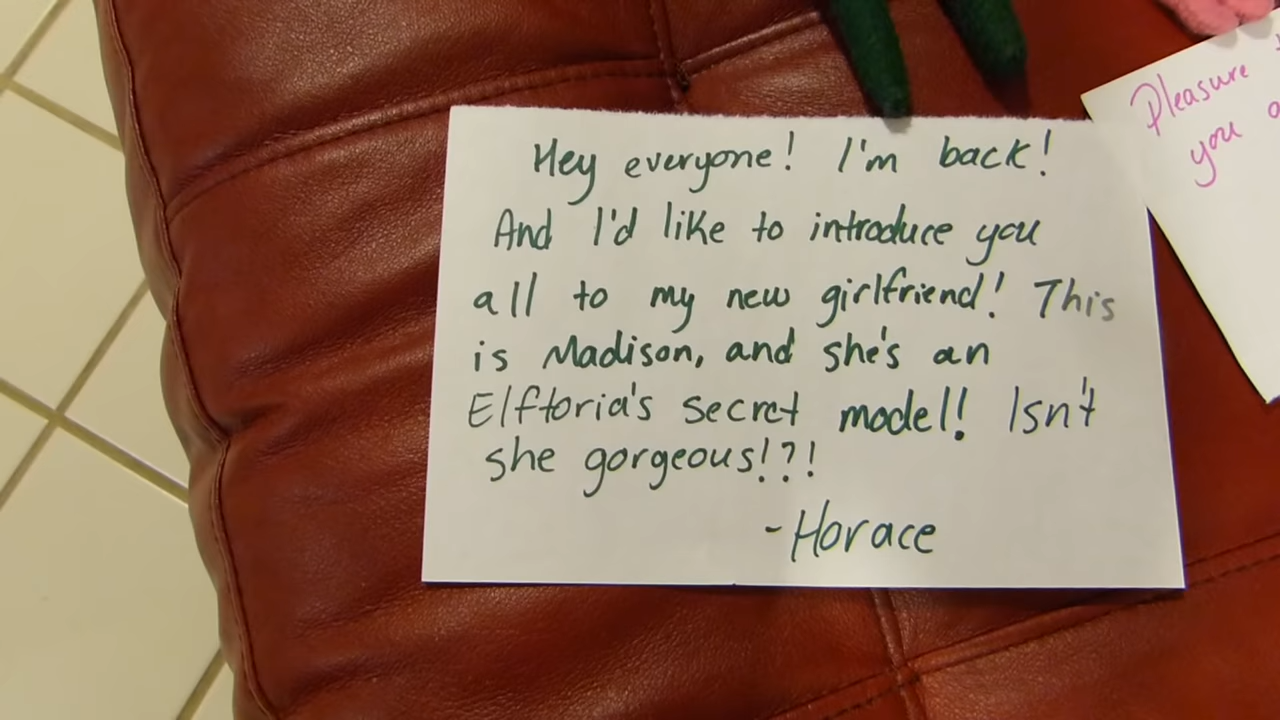 Hey everyone! I'm back!
And I'd like to introduce you
all to my new girlfriend! This
is Madison, and she's an
Elftoria's secret model! Isn't
she gorgeous!?!
-Horace
Pleasure
you